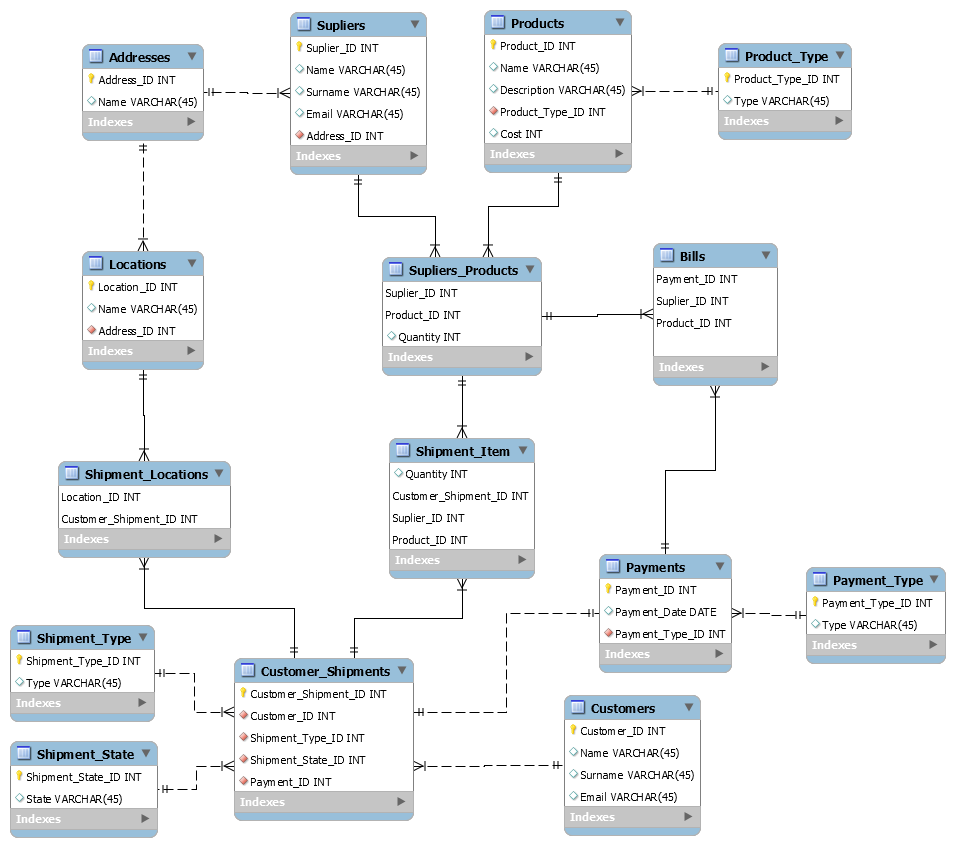 Addresses
Address_ID INT
Name VARCHAR(45)
Indexes
Supliers
Suplier_ID INT
Name VARCHAR(45)
Surname VARCHAR(45)
Email VARCHAR(45)
Address_ID INT
Indexes
Products
Product_ID INT
Name VARCHAR(45)
Description VARCHAR(45)
Product_Type_ID INT
Cost INT
Indexes
Product_Type
Product_Type_ID INT
Type VARCHAR(45)
Indexes
Locations
Location_ID INT
Name VARCHAR(45)
Address_ID INT
Indexes
Supliers_Products
Suplier_ID INT
Product_ID INT
Quantity INT
Indexes
Bills
Payment_ID INT
Suplier_ID INT
Product_ID INT
Indexes
Shipment_Locations
Location_ID INT
Customer_Shipment_ID INT
Indexes
Shipment_Item
Quantity INT
Customer_Shipment_ID INT
Suplier_ID INT
Product_ID INT
Indexes
Payments
Payment_ID INT
Payment_Date DATE
Payment_Type_ID INT
Indexes
Payment_Type
Payment_Type_ID INT
Type VARCHAR(45)
Indexes
Shipment_Type
Shipment_Type_ID INT
Type VARCHAR(45)
Indexes
Customer_Shipments
Customer_Shipment_ID INT
Customer_ID INT
Shipment_Type_ID INT
Shipment_State_ID INT
Payment_ID INT
Indexes
Customers
Customer_ID INT
Name VARCHAR(45)
Surname VARCHAR(45)
Email VARCHAR(45)
Indexes
Shipment_State
Shipment_State_ID INT
State VARCHAR(45)
Indexes